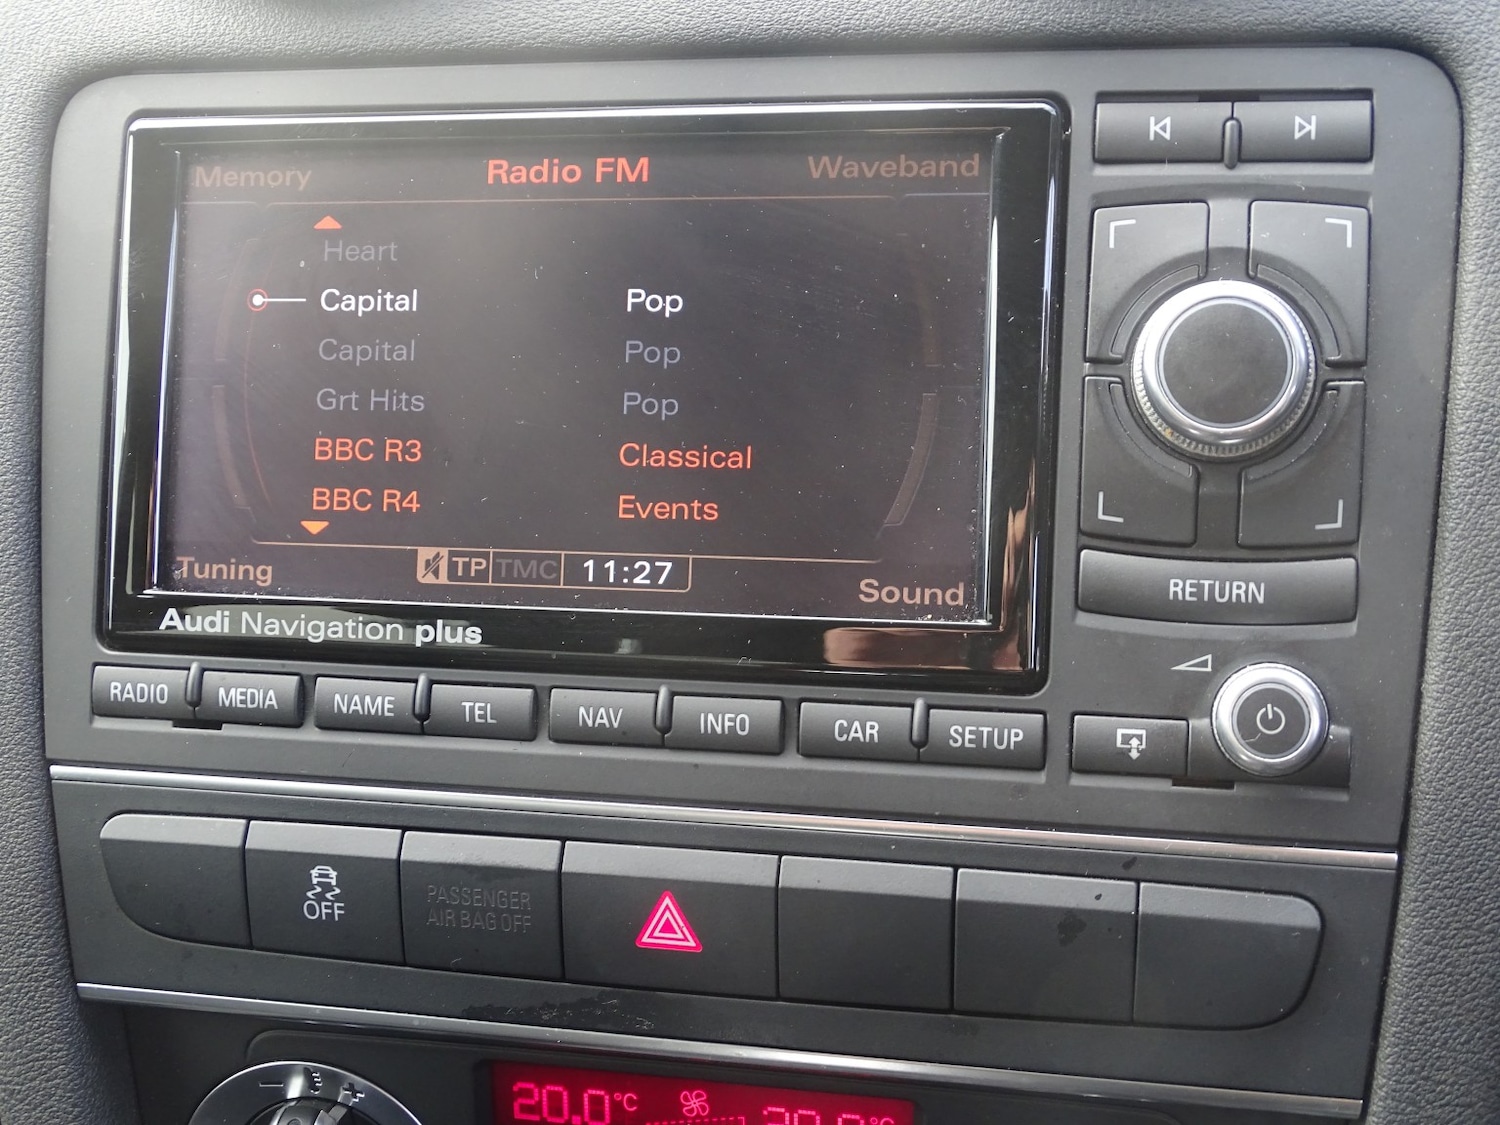 Memory Radio FM Waveband
Heart
Capital Pop
Capital Pop
Grt Hits Pop
BBC R3 Classical
BBC R4 Events
Tuning TP TMC 11:27 Sound
Audi Navigation plus
RETURN
RADIO MEDIA NAME TEL NAV INFO CAR SETUP
OFF
PASSENGER
AIR BAG OFF
20.0°C